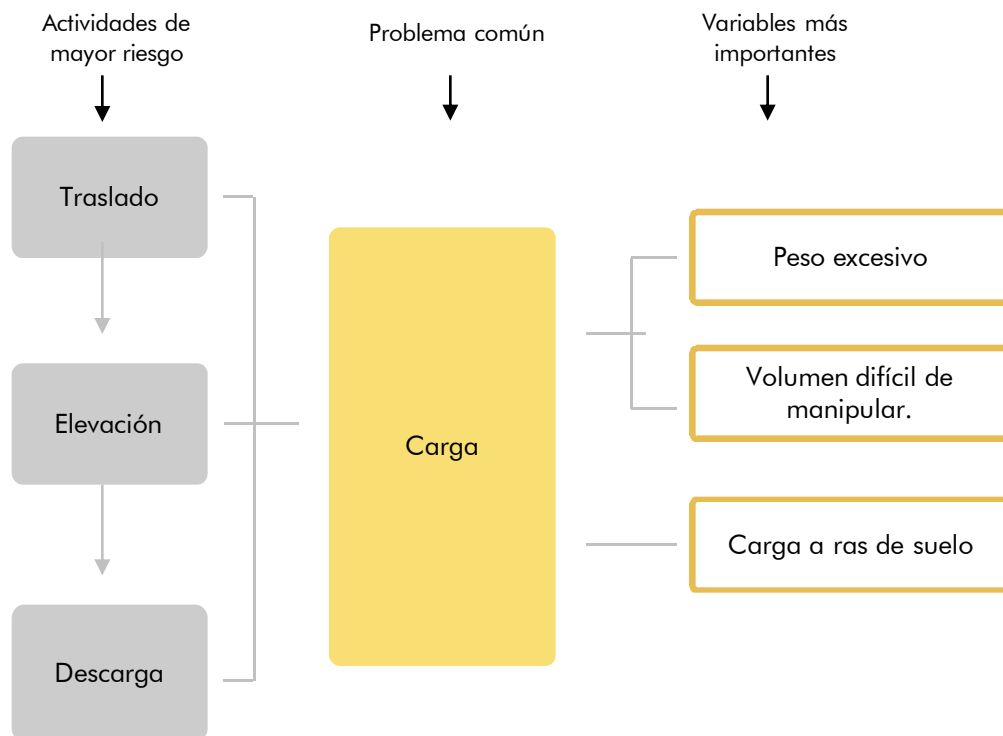 Actividades de
mayor riesgo
Problema común
Variables más
importantes
Traslado
Elevación
Descarga
Carga
Peso excesivo
Volumen difícil de
manipular.
Carga a ras de suelo